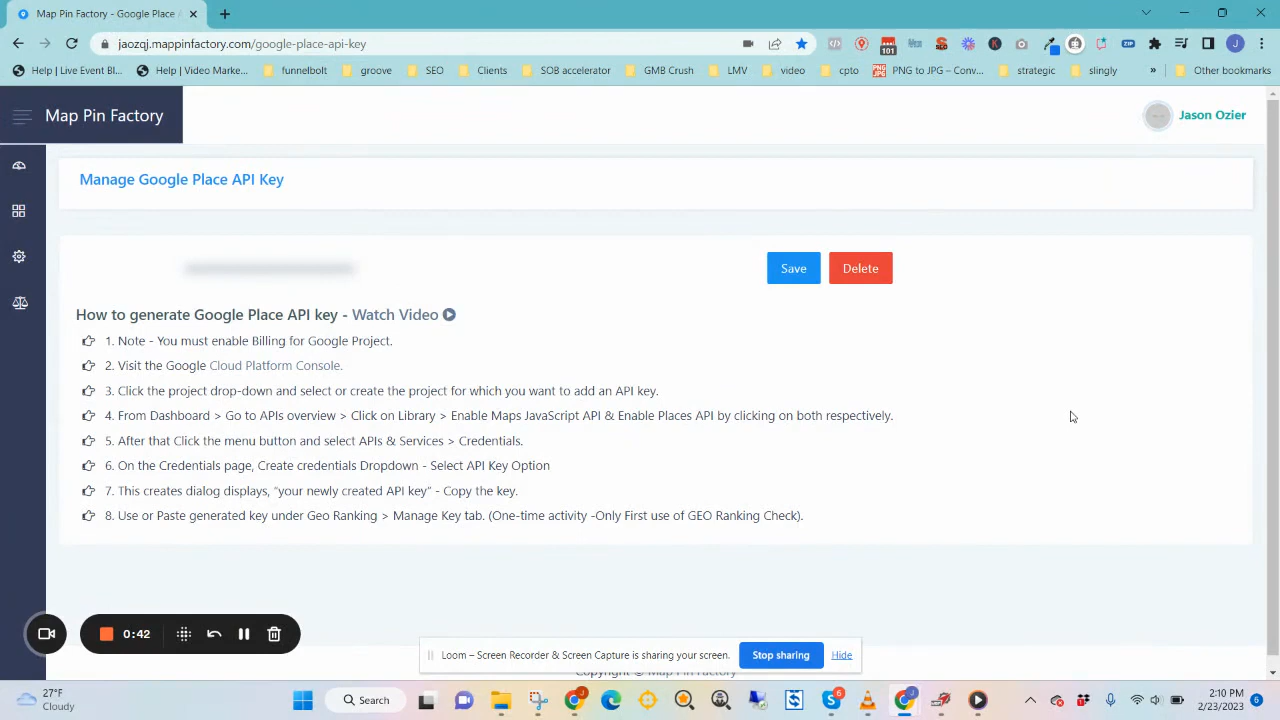 Map Pin Factory - Google Place A
jaozqj.mappinfactory.com/google-place-api-key
101
J
Help | Live Event Bl...
Help | Video Marke...
funnelbolt
groove
SEO
Clients
SOB accelerator
GMB Crush
LMV
video
cpto
PNG to JPG – Conv...
strategic
slingly
»
Other bookmarks
Map Pin Factory
Jason Ozier
Manage Google Place API Key
Save
Delete
How to generate Google Place API key - Watch Video
1. Note - You must enable Billing for Google Project.
2. Visit the Google Cloud Platform Console.
3. Click the project drop-down and select or create the project for which you want to add an API key.
4. From Dashboard > Go to APIs overview > Click on Library > Enable Maps JavaScript API & Enable Places API by clicking on both respectively.
5. After that Click the menu button and select APIs & Services > Credentials.
6. On the Credentials page, Create credentials Dropdown - Select API Key Option
7. This creates dialog displays, “your newly created API key” - Copy the key.
8. Use or Paste generated key under Geo Ranking > Manage Key tab. (One-time activity -Only First use of GEO Ranking Check).
0:42
Loom – Screen Recorder & Screen Capture is sharing your screen.
Stop sharing
Hide
Copyright © Map Pin Factory
27°F
Cloudy
Search
6
2:10 PM
2/23/2023
6